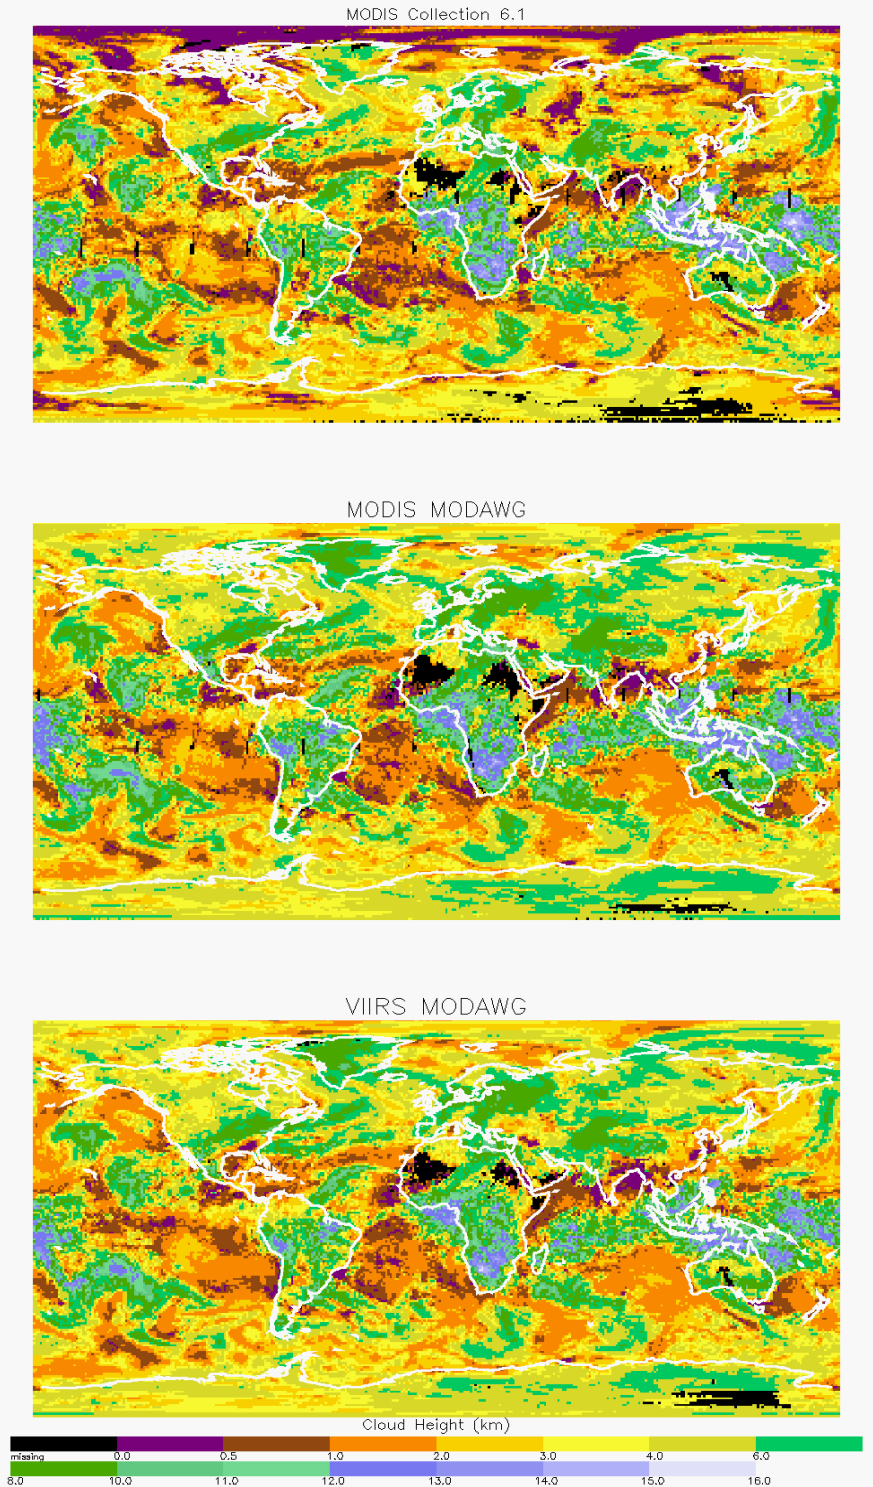 MODIS Collection 6.1
MODIS MODAWG
VIIRS MODAWG
Cloud Height (km)
missing 0.0 0.5 1.0 2.0 3.0 4.0 6.0
8.0 10.0 11.0 12.0 13.0 14.0 15.0 16.0